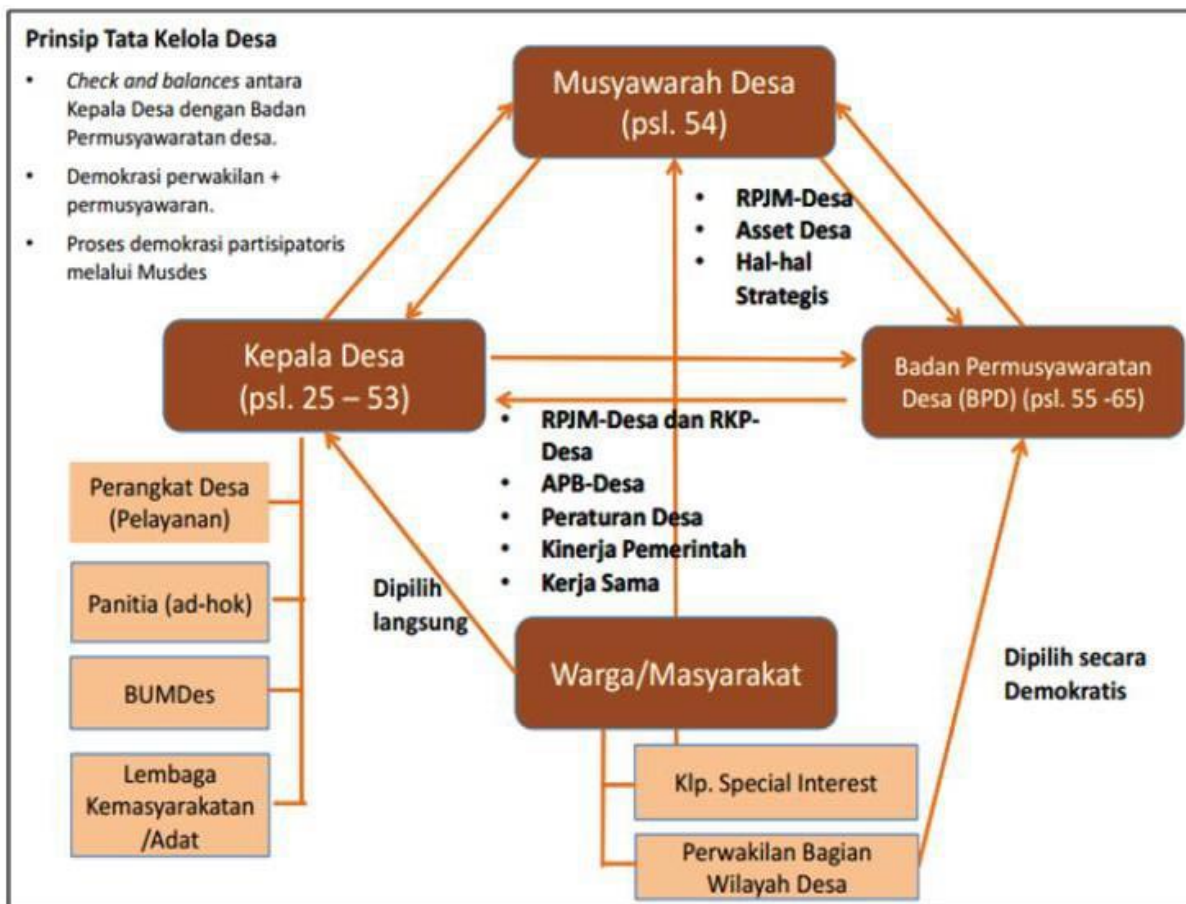 Prinsip Tata Kelola Desa
• Check and balances antara
Kepala Desa dengan Badan
Permusyawaratan desa.
• Demokrasi perwakilan +
permusyawaran.
• Proses demokrasi partisipatoris
melalui Musdes
Musyawarah Desa
(psl. 54)
• RPJM-Desa
• Asset Desa
• Hal-hal
Strategis
Kepala Desa
(psl. 25 – 53)
Badan Permusyawaratan
Desa (BPD) (psl. 55 -65)
• RPJM-Desa dan RKP-
Desa
• APB-Desa
• Peraturan Desa
• Kinerja Pemerintah
• Kerja Sama
Perangkat Desa
(Pelayanan)
Panitia (ad-hok)
BUMDes
Lembaga
Kemasyarakatan
/Adat
Dipilih
langsung
Warga/Masyarakat
Dipilih secara
Demokratis
Klp. Special Interest
Perwakilan Bagian
Wilayah Desa